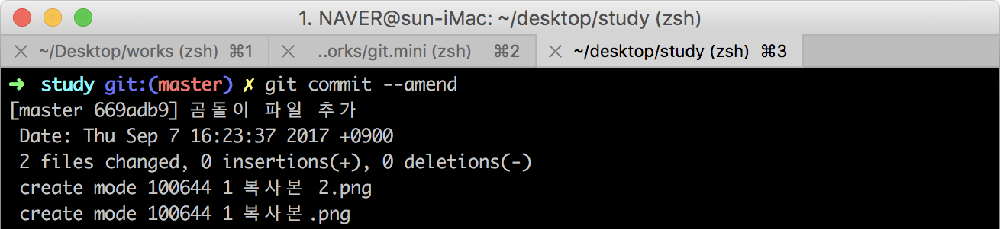 1. NAVER@sun-iMac: ~/desktop/study (zsh)
~/Desktop/works (zsh) ⌘1 ..orks/git.mini (zsh) ⌘2 ~/desktop/study (zsh) ⌘3
➜ study git:(master) ✗ git commit --amend
[master 669adb9] 곰돌이 파일 추가
Date: Thu Sep 7 16:23:37 2017 +0900
2 files changed, 0 insertions(+), 0 deletions(-)
create mode 100644 1 복사본 2.png
create mode 100644 1 복사본.png